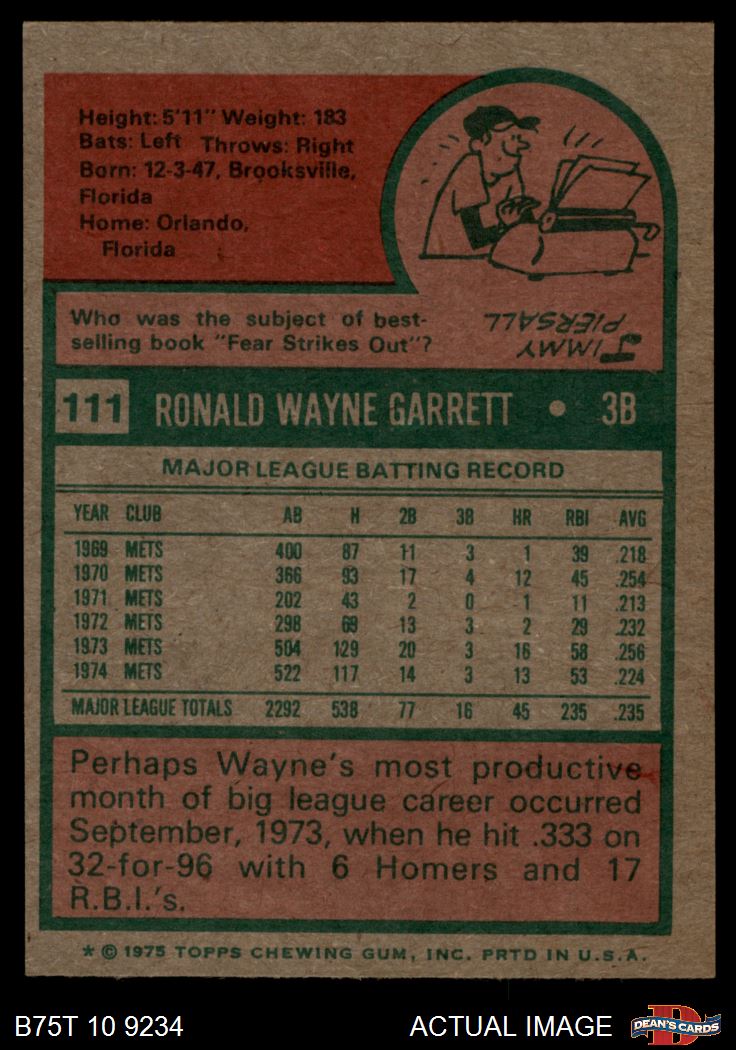 Height: 5'11" Weight: 183
Bats: Left Throws: Right
Born: 12-3-47, Brooksville,
Florida
Home: Orlando,
Florida
Who was the subject of best-
selling book "Fear Strikes Out"?
JIMMY
PIERSALL
111 RONALD WAYNE GARRETT • 3B
MAJOR LEAGUE BATTING RECORD
YEAR CLUB AB H 2B 3B HR RBI AVG
1969 METS 400 87 11 3 1 39 .218
1970 METS 366 93 17 4 12 45 .254
1971 METS 202 43 2 0 1 11 .213
1972 METS 298 69 13 3 2 29 .232
1973 METS 504 129 20 3 16 58 .256
1974 METS 522 117 14 3 13 53 .224
MAJOR LEAGUE TOTALS 2292 538 77 16 45 235 .235
Perhaps Wayne's most productive
month of big league career occurred
September, 1973, when he hit .333 on
32-for-96 with 6 Homers and 17
R.B.I.'s.
* © 1975 TOPPS CHEWING GUM, INC. PRTD IN U.S.A.
B75T 10 9234 ACTUAL IMAGE
D
DEAN'S CARDS